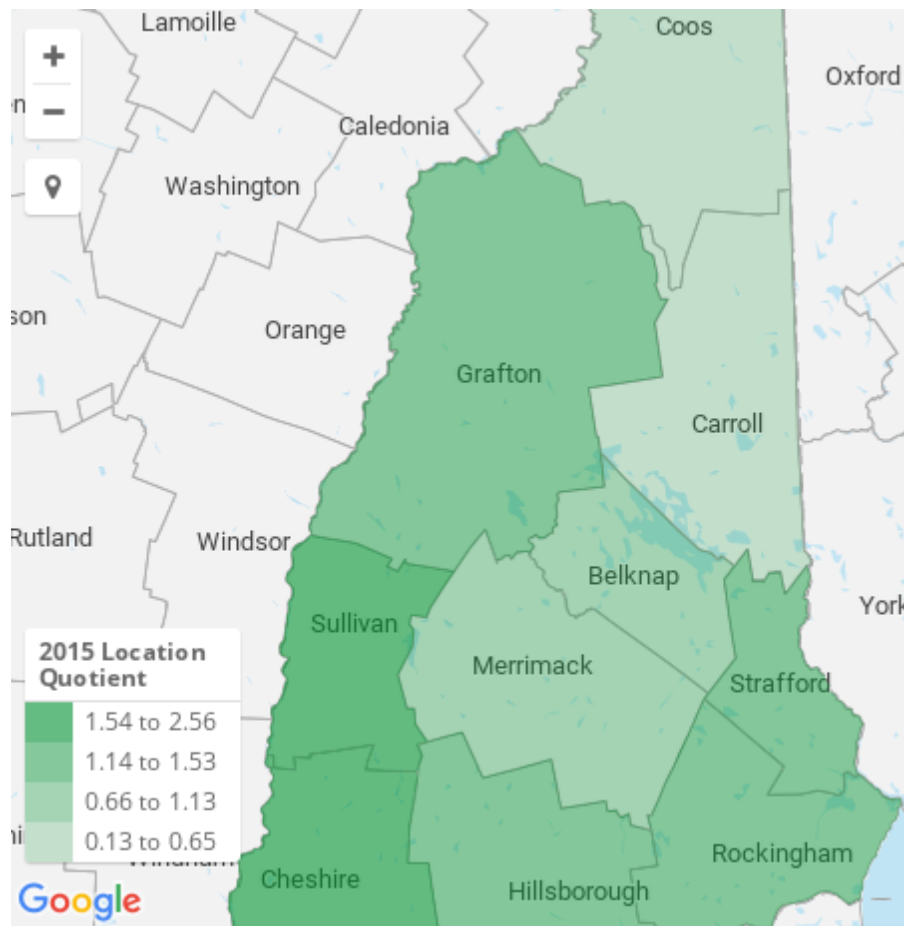 Lamoille
Coos
+
Oxford
−
Caledonia
Washington
son
Orange
Grafton
Carroll
Rutland
Windsor
Belknap
York
Sullivan
2015 Location
Quotient
Merrimack
Strafford
1.54 to 2.56
1.14 to 1.53
0.66 to 1.13
0.13 to 0.65
Rockingham
Cheshire
Hillsborough
Google